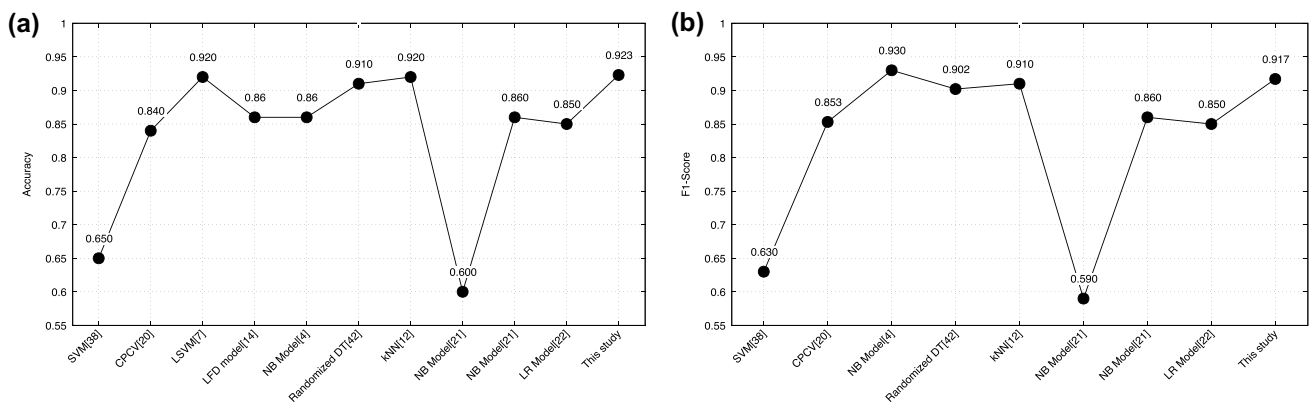 (a)
1
0.95
0.9
0.85
0.8
0.75
0.7
0.65
0.6
0.55
Accuracy
0.650
0.840
0.920
0.86
0.86
0.910
0.920
0.600
0.860
0.850
0.923
SVM[38]
CPCV[20]
LSVM[7]
LFD model[14]
NB Model[4]
Randomized DT[42]
kNN[12]
NB Model[21]
NB Model[21]
LR Model[22]
This study
(b)
1
0.95
0.9
0.85
0.8
0.75
0.7
0.65
0.6
0.55
F1-Score
0.630
0.853
0.930
0.902
0.910
0.590
0.860
0.850
0.917
SVM[38]
CPCV[20]
NB Model[4]
Randomized DT[42]
kNN[12]
NB Model[21]
NB Model[21]
LR Model[22]
This study